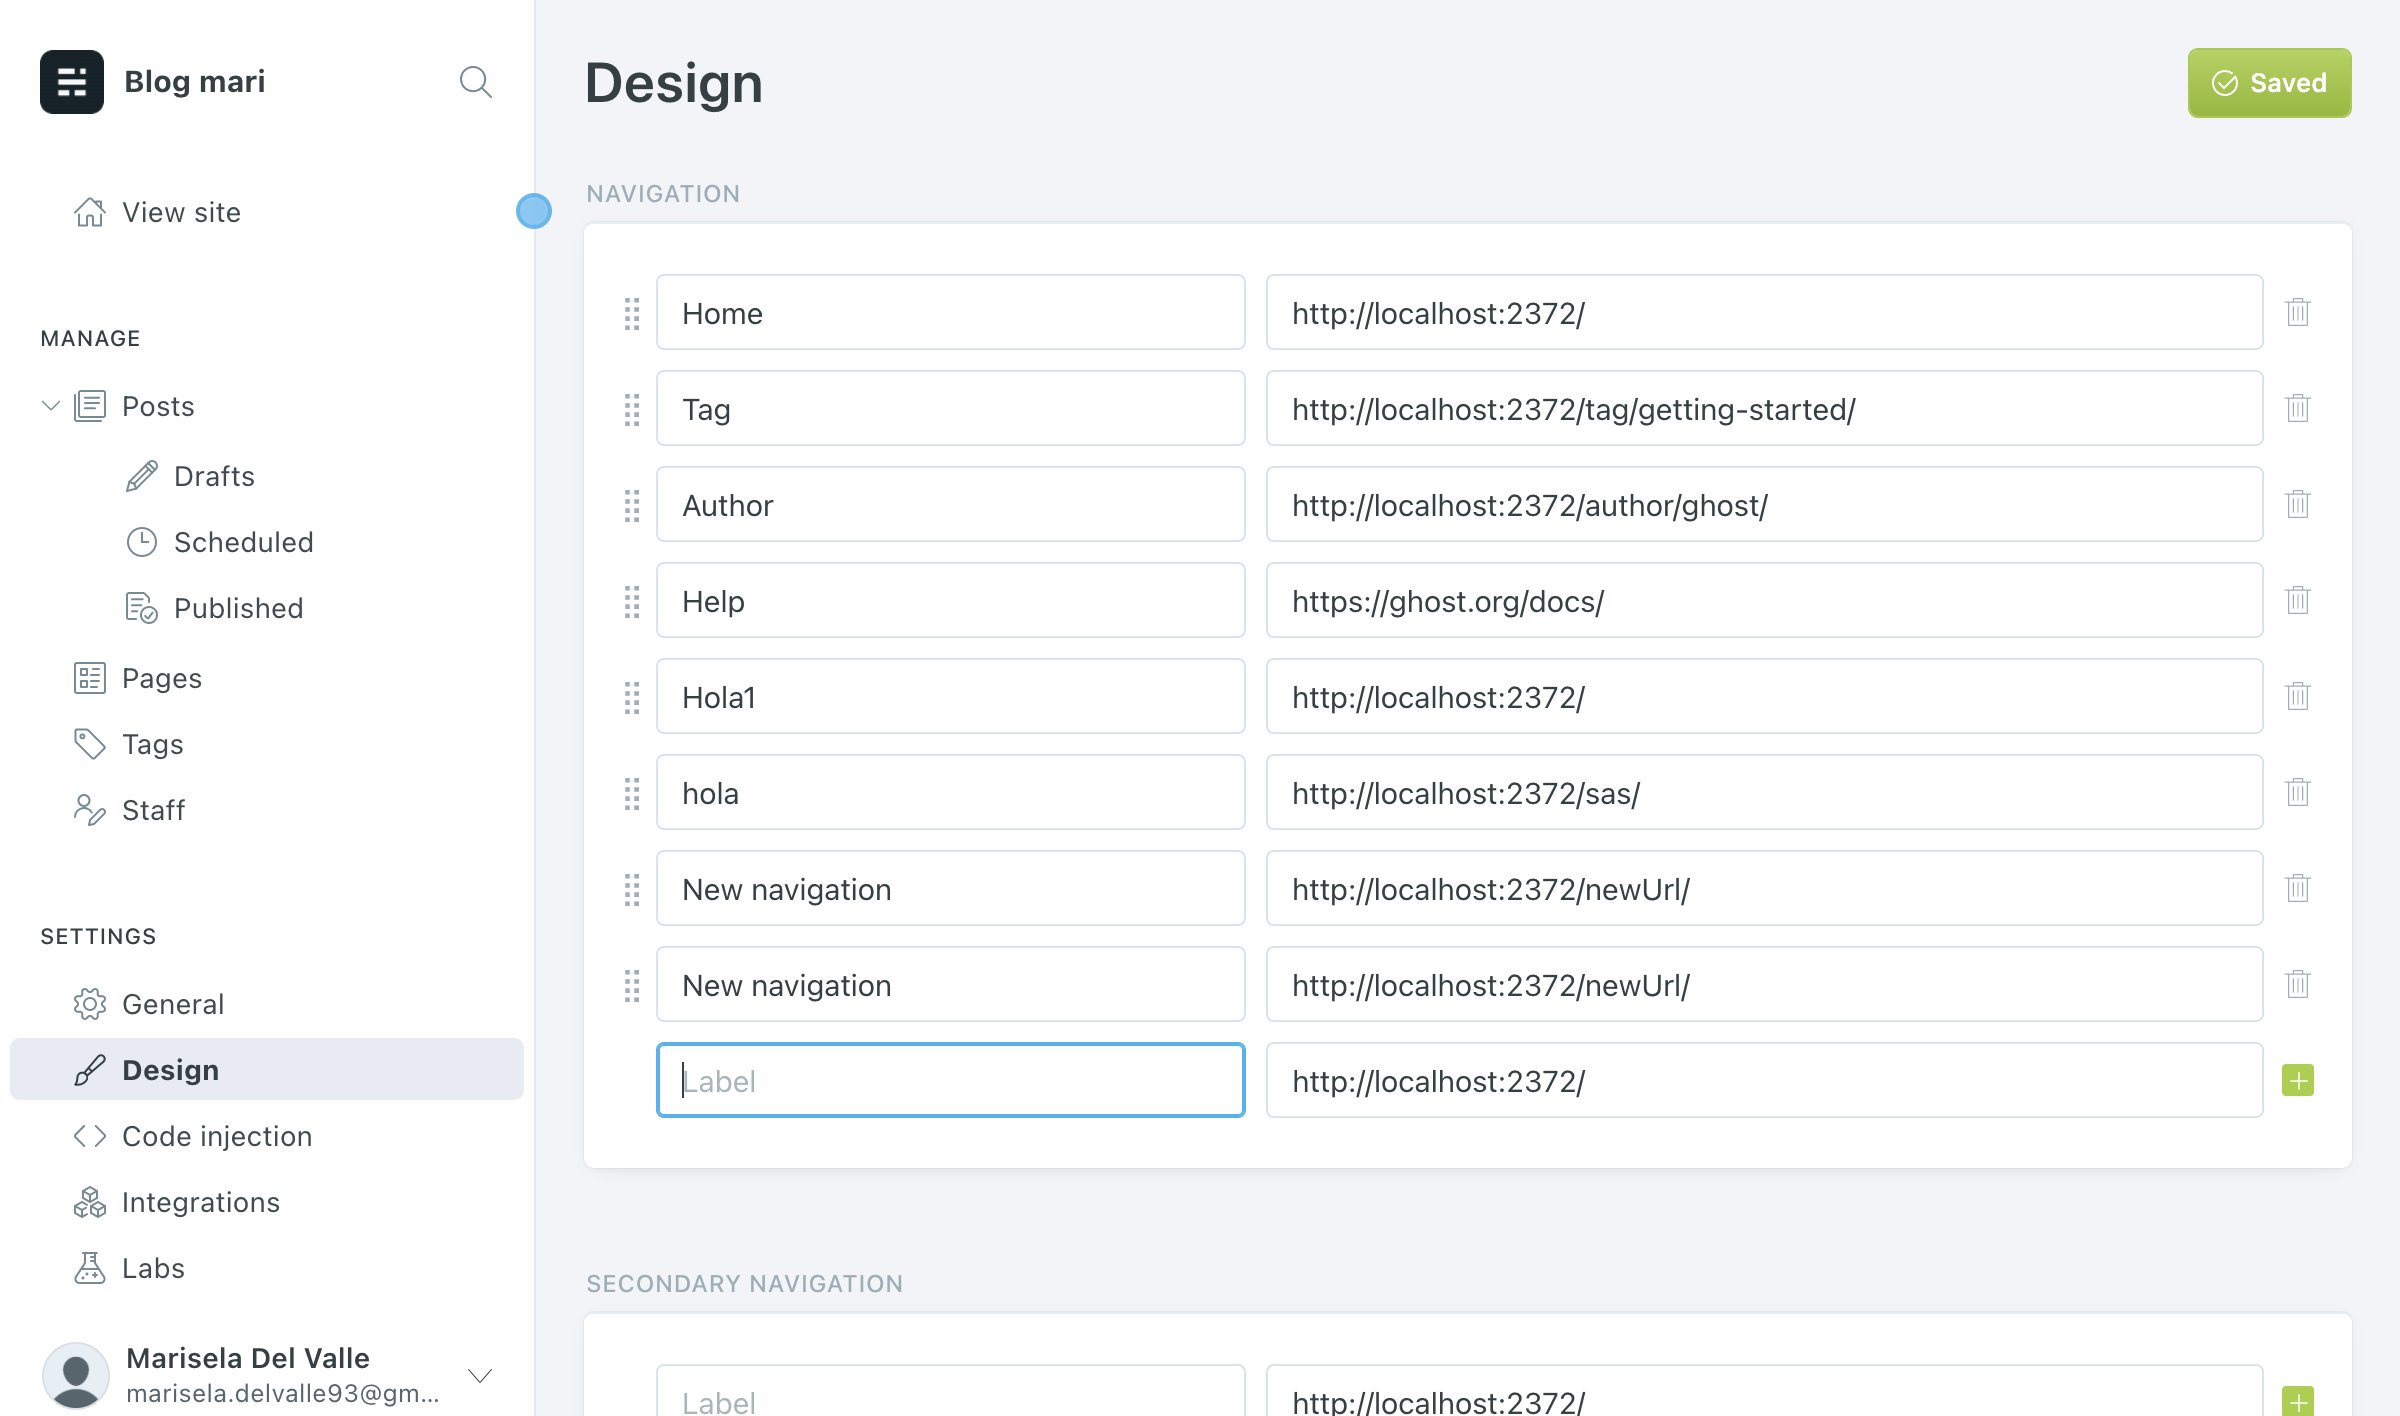 Blog mari
View site
MANAGE
Posts
Drafts
Scheduled
Published
Pages
Tags
Staff
SETTINGS
General
Design
Code injection
Integrations
Labs
Marisela Del Valle
marisela.delvalle93@gm...
Design
Saved
NAVIGATION
Home http://localhost:2372/
Tag http://localhost:2372/tag/getting-started/
Author http://localhost:2372/author/ghost/
Help https://ghost.org/docs/
Hola1 http://localhost:2372/
hola http://localhost:2372/sas/
New navigation http://localhost:2372/newUrl/
New navigation http://localhost:2372/newUrl/
Label http://localhost:2372/
SECONDARY NAVIGATION
Label http://localhost:2372/